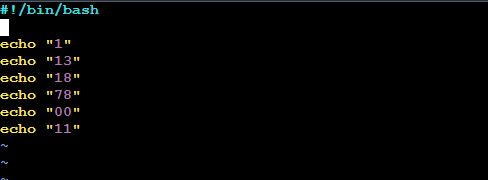 #!/bin/bash

echo "1"
echo "13"
echo "18"
echo "78"
echo "00"
echo "11"
~
~
~